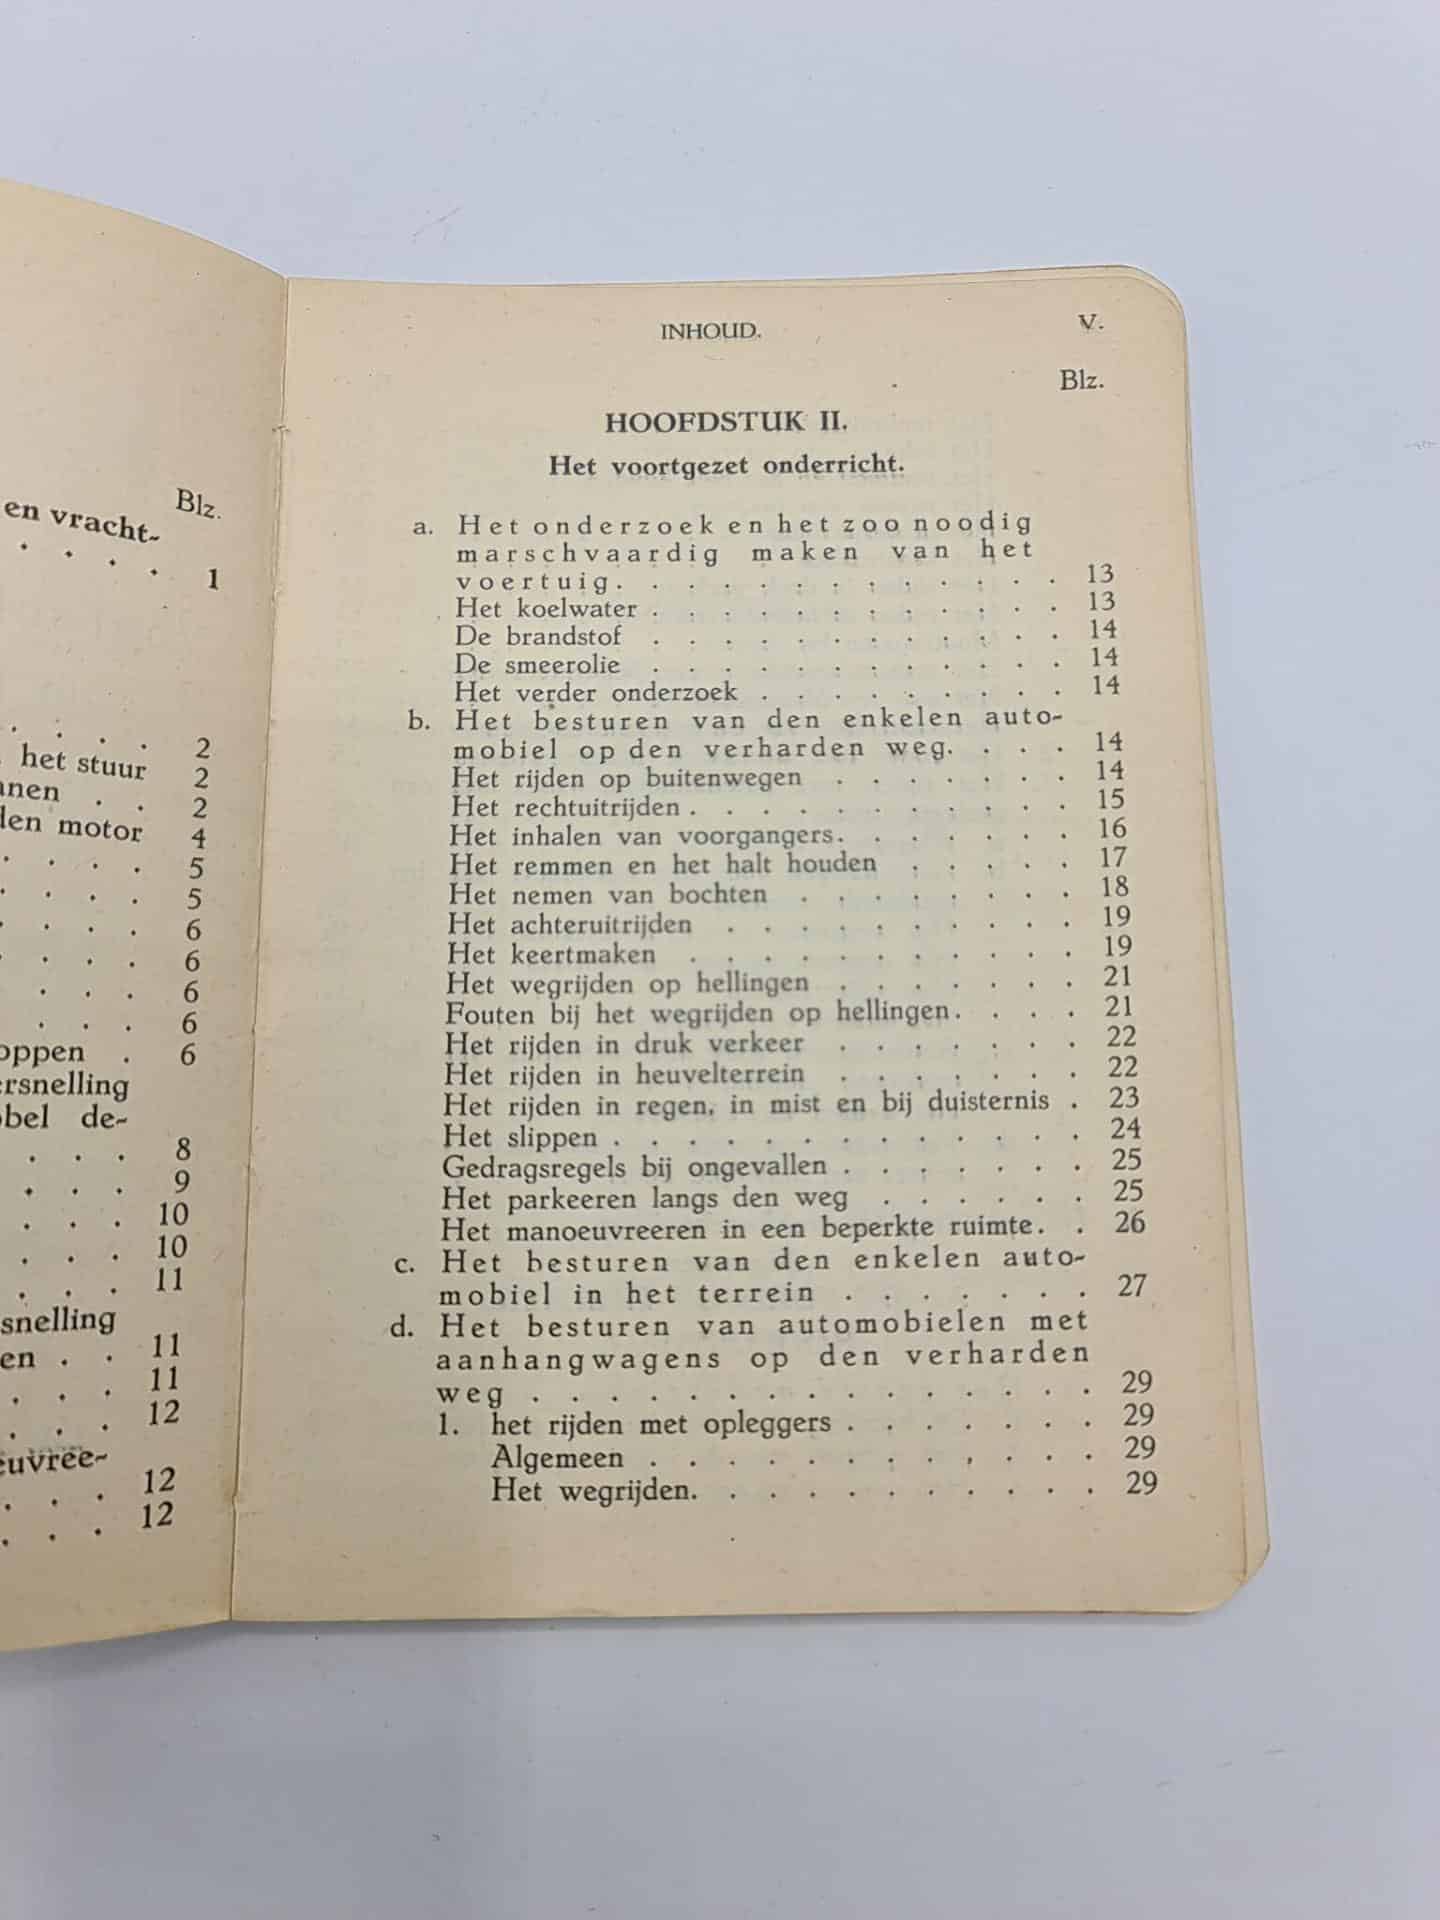 Blz.
en vracht-
. . . . 1
. . . . 2
het stuur 2
. . 2
den motor 4
. . . . 5
. . . . 5
. . . . 6
. . . . 6
. . . 6
. . . 6
. 6
de-
. . . 8
. . . 9
. . . 10
. . . 10
. . . 11
snelling
en . . 11
. . . 11
. . . 12
. . . 12
. . . 12
INHOUD. V.
Blz.
HOOFDSTUK II.
Het voortgezet onderricht.
a. Het onderzoek en het zoo noodig
marschvaardig maken van het
voertuig. . . . . . . . . . . . 13
Het koelwater . . . . . . . . . . . 13
De brandstof . . . . . . . . . . . 14
De smeerolie . . . . . . . . . . . 14
Het verder onderzoek . . . . . . . . . 14
b. Het besturen van den enkelen auto-
mobiel op den verharden weg. . . . 14
Het rijden op buitenwegen . . . . . . . 14
Het rechtuitrijden . . . . . . . . . . . 15
Het inhalen van voorgangers. . . . . . . 16
Het remmen en het halt houden . . . . . 17
Het nemen van bochten . . . . . . . . 18
Het achteruitrijden . . . . . . . . . . 19
Het keertmaken . . . . . . . . . . . 19
Het wegrijden op hellingen . . . . . . . 21
Fouten bij het wegrijden op hellingen. . . . 21
Het rijden in druk verkeer . . . . . . . 22
Het rijden in heuvelterrein . . . . . . . 22
Het rijden in regen, in mist en bij duisternis . 23
Het slippen . . . . . . . . . . . . . 24
Gedragsregels bij ongevallen . . . . . . . 25
Het parkeeren langs den weg . . . . . . 25
Het manoeuvreeren in een beperkte ruimte. . 26
c. Het besturen van den enkelen auto-
mobiel in het terrein . . . . . . . 27
d. Het besturen van automobielen met
aanhangwagens op den verharden
weg . . . . . . . . . . . . . . . 29
1. het rijden met opleggers . . . . . . . 29
Algemeen . . . . . . . . . . . . 29
Het wegrijden. . . . . . . . . . . 29